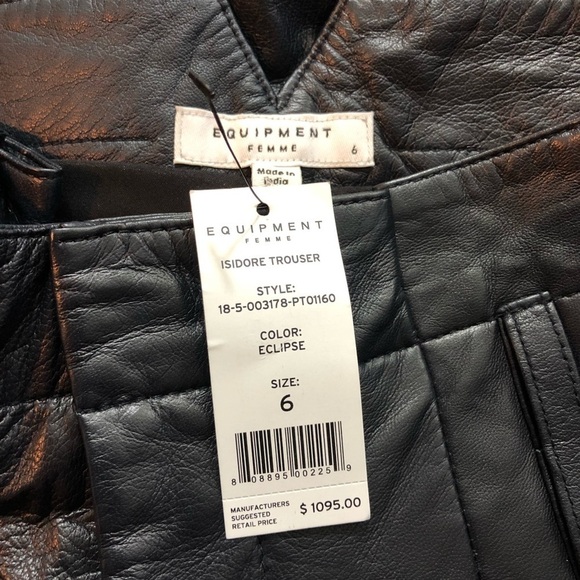 EQUIPMENT
FEMME
6
Made in
India
EQUIPMENT
FEMME
ISIDORE TROUSER
STYLE:
18-5-003178-PT01160
COLOR:
ECLIPSE
SIZE:
6
8 08895 00225 9
MANUFACTURERS
SUGGESTED
RETAIL PRICE
$ 1095.00